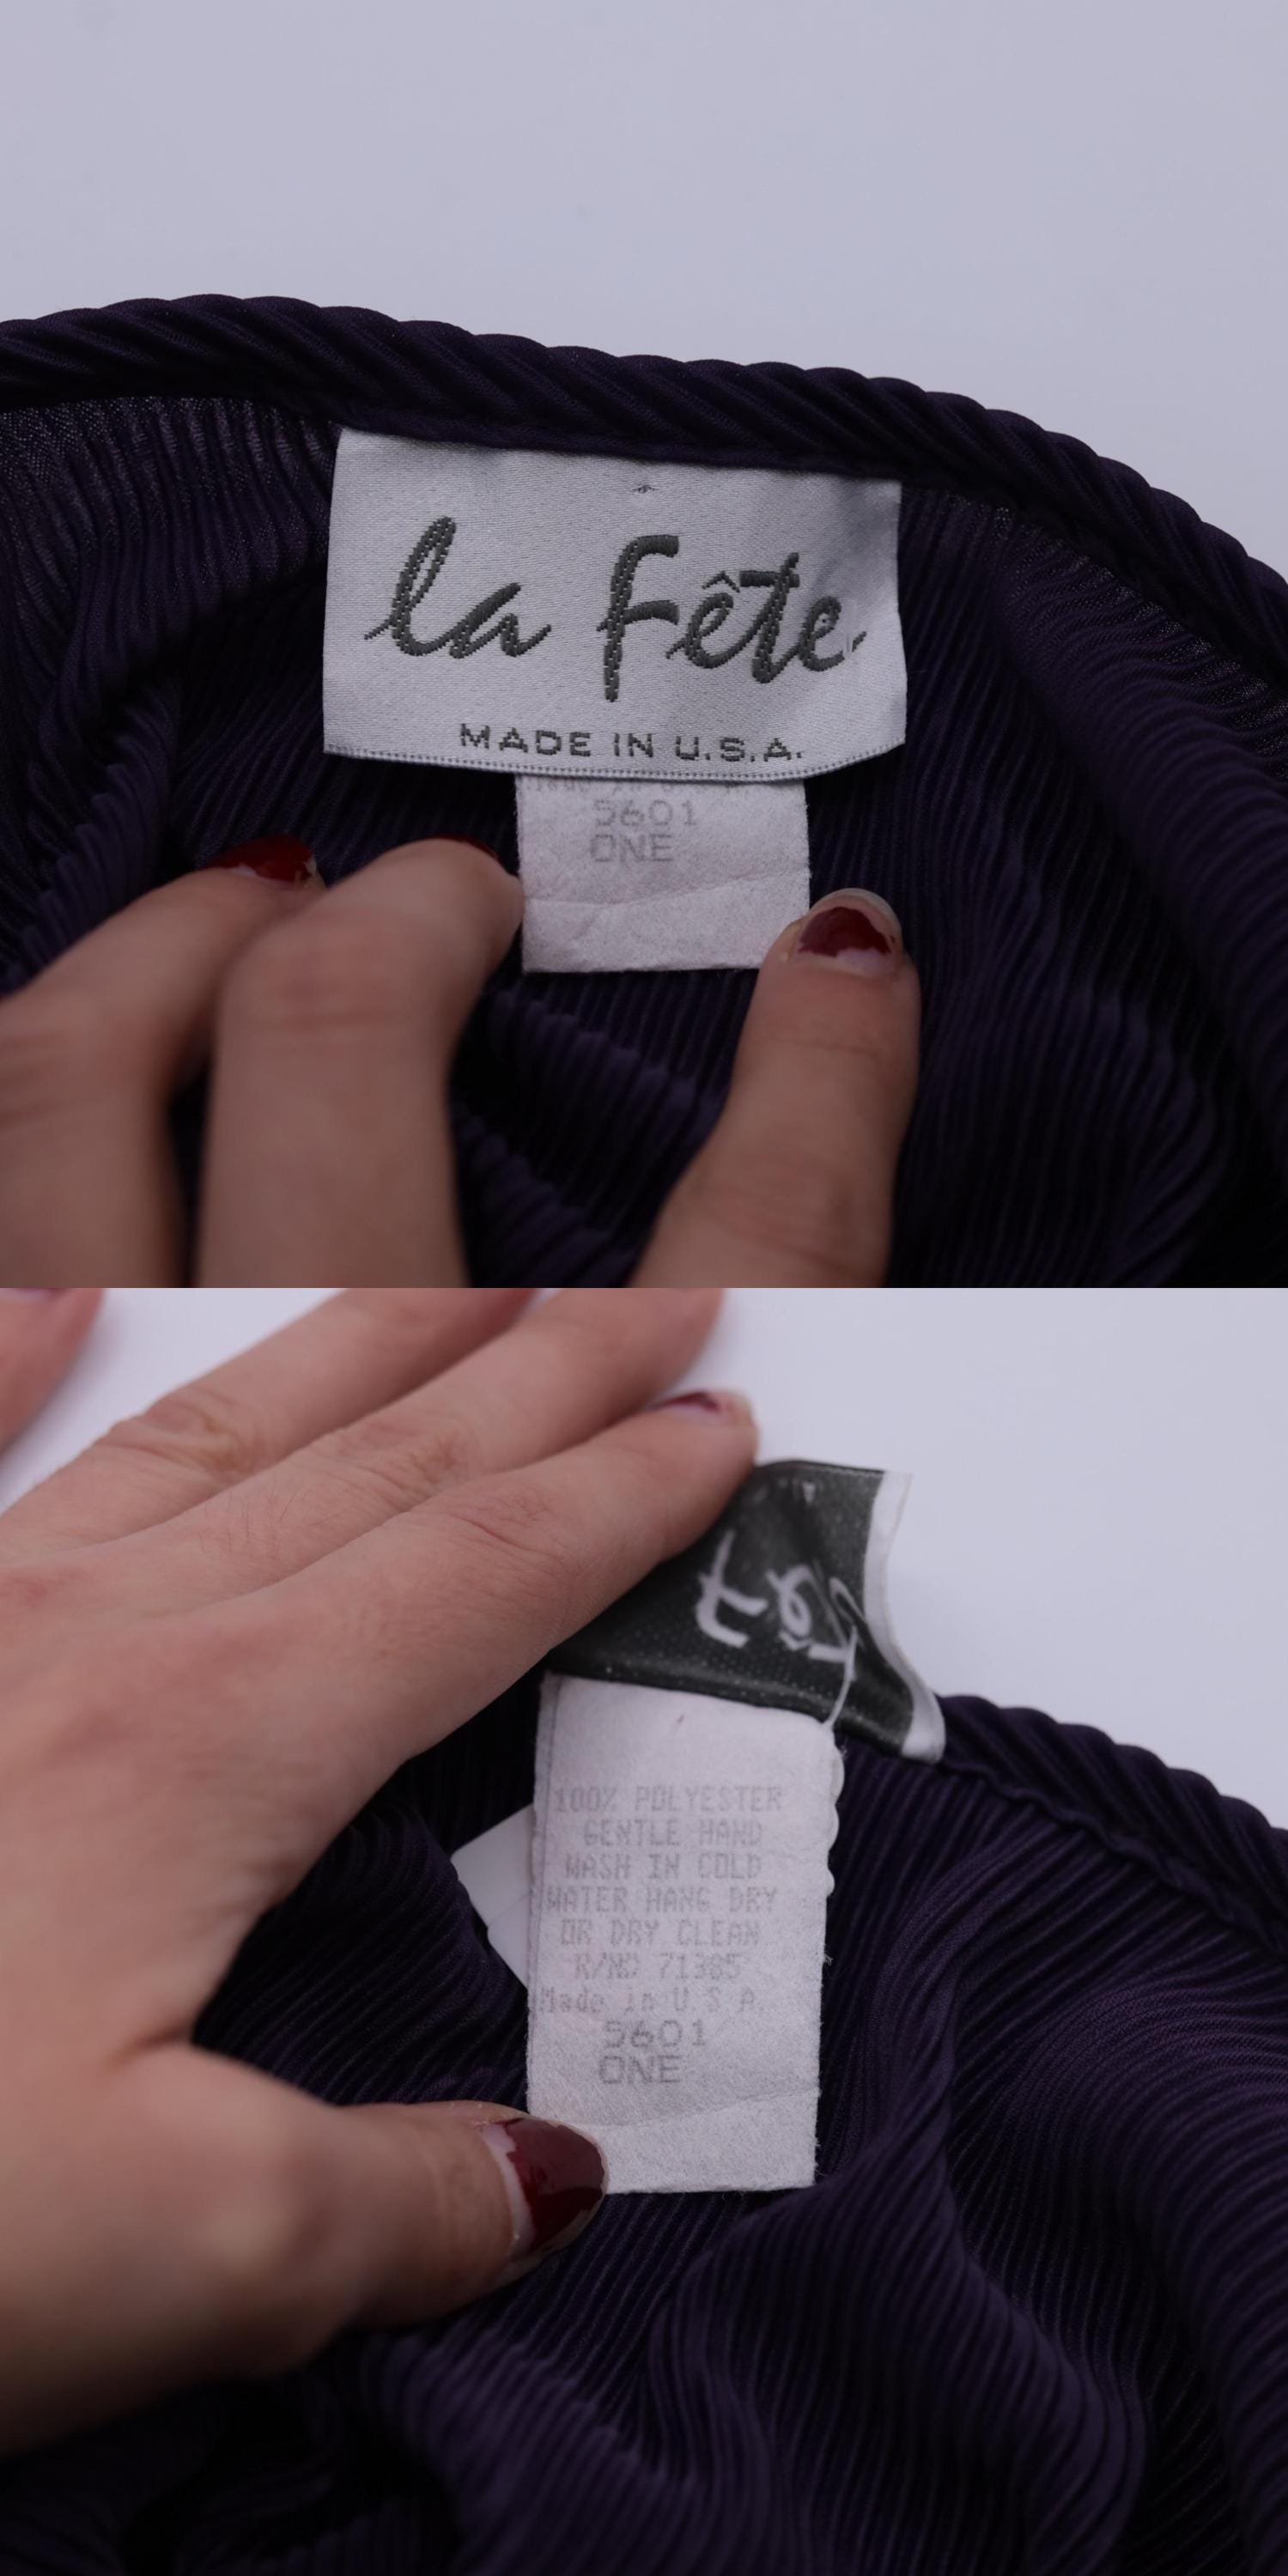 la Fête
MADE IN U.S.A.
5601
ONE
100% POLYESTER
GENTLE HAND
WASH IN COLD
WATER HANG DRY
OR DRY CLEAN
R/NO 71385
Made in U S A
5601
ONE